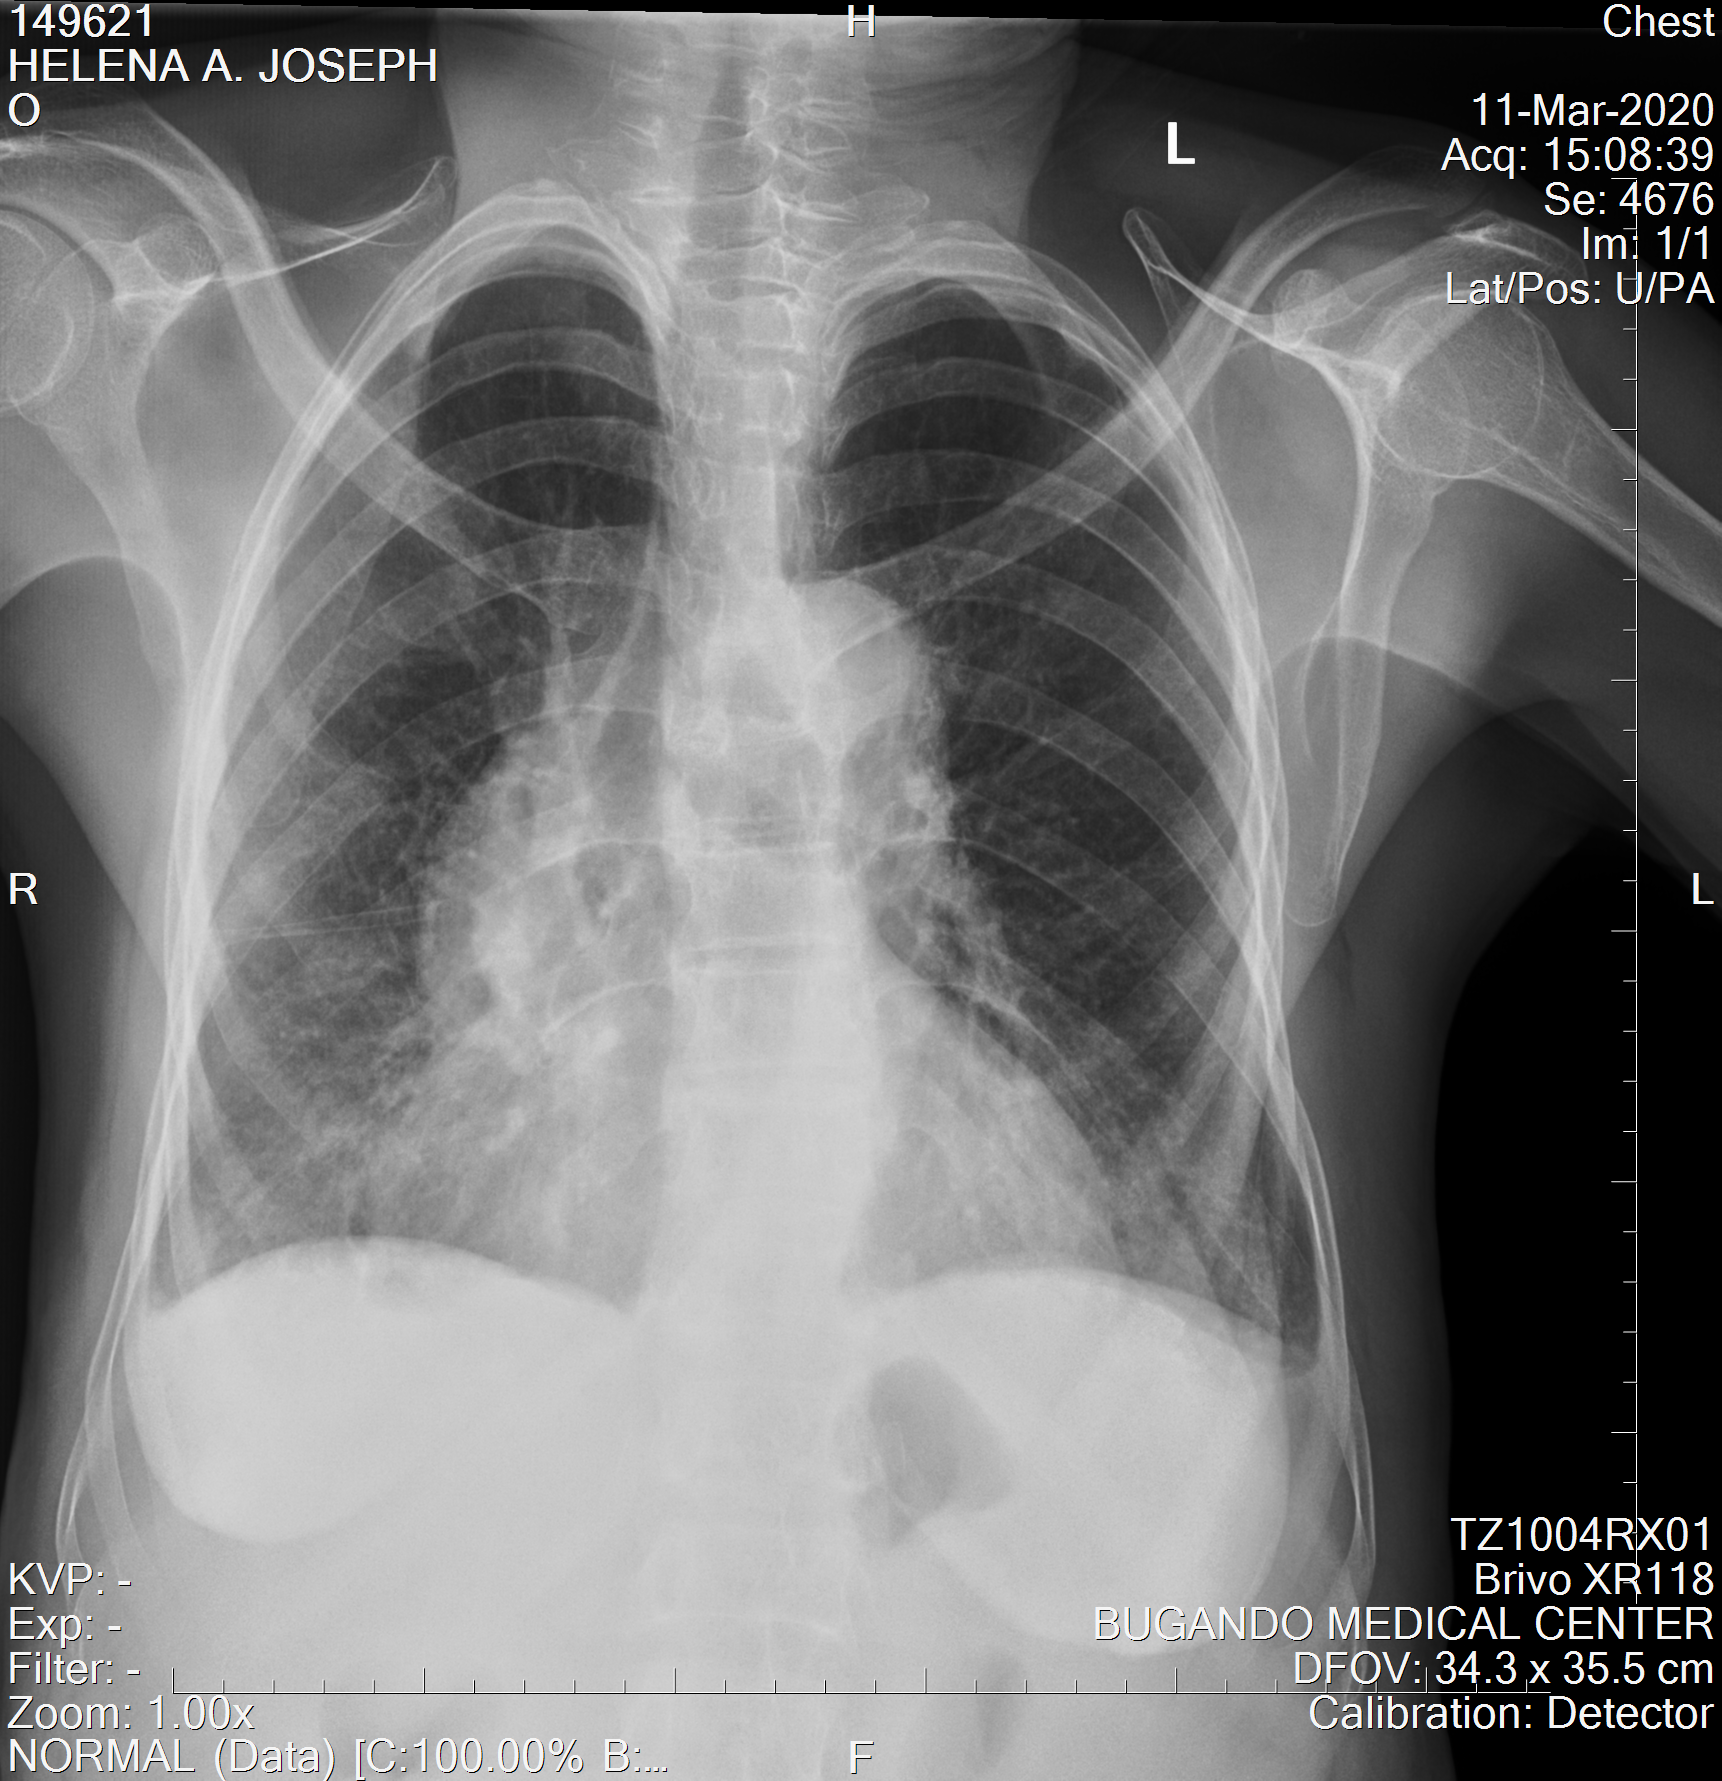 149621
HELENA A. JOSEPH
O
H
Chest
11-Mar-2020
Acq: 15:08:39
Se: 4676
Im: 1/1
Lat/Pos: U/PA
L
R
L
TZ1004RX01
Brivo XR118
BUGANDO MEDICAL CENTER
DFOV: 34.3 x 35.5 cm
Calibration: Detector
KVP: -
Exp: -
Filter: -
Zoom: 1.00x
NORMAL (Data) [C:100.00% B:...
F